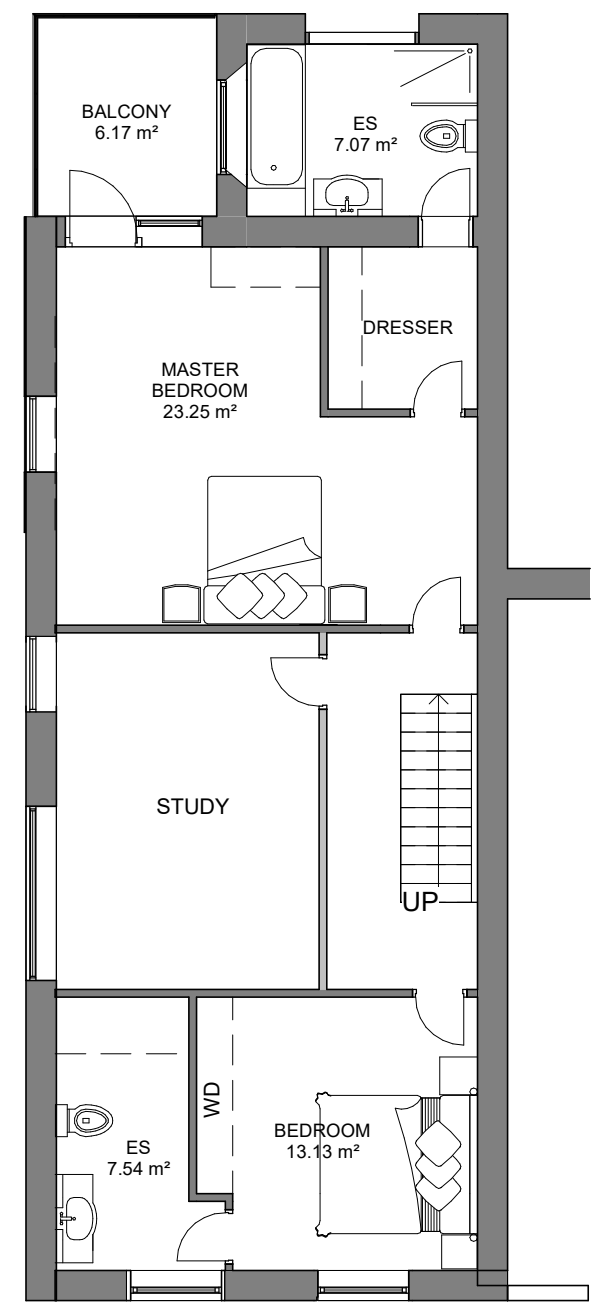 BALCONY
6.17 m²
ES
7.07 m²
DRESSER
MASTER
BEDROOM
23.25 m²
STUDY
UP
WD
BEDROOM
13.13 m²
ES
7.54 m²